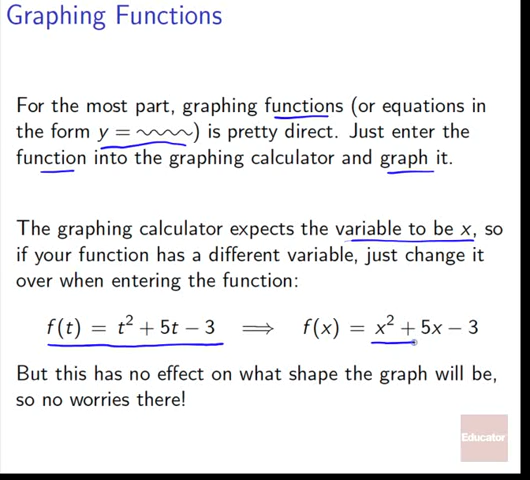 Graphing Functions
For the most part, graphing functions (or equations in
the form y = ~~~~) is pretty direct. Just enter the
function into the graphing calculator and graph it.
The graphing calculator expects the variable to be x, so
if your function has a different variable, just change it
over when entering the function:
f(t) = t² + 5t − 3 ⟹ f(x) = x² + 5x − 3
But this has no effect on what shape the graph will be,
so no worries there!
Educator